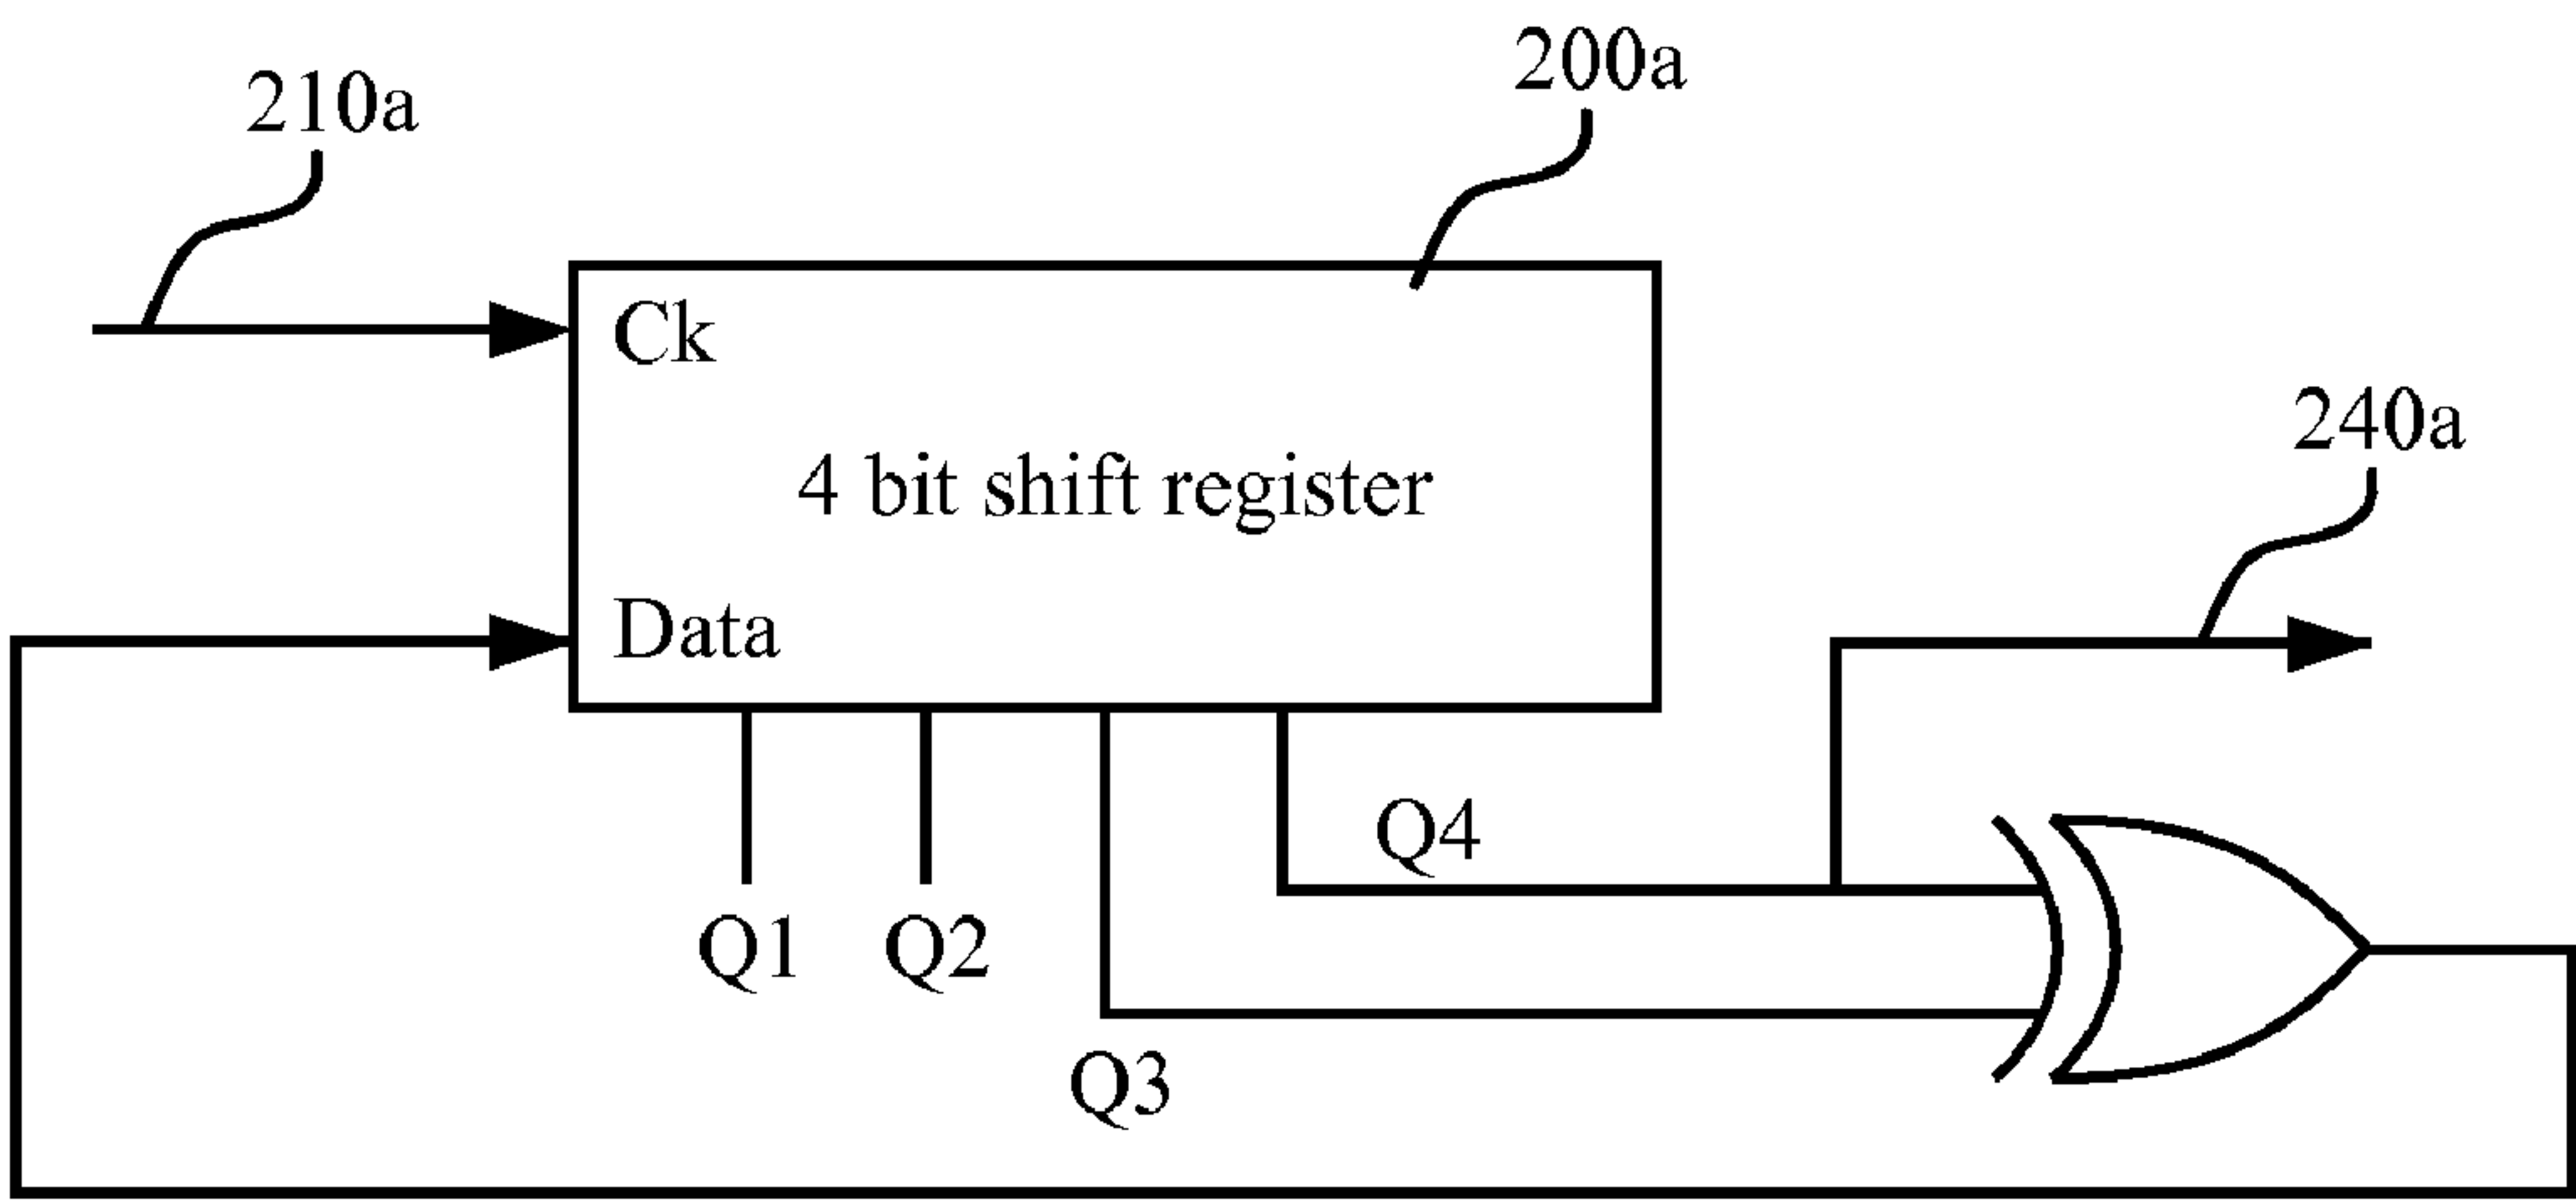 200a
210a
Ck
4 bit shift register
240a
Data
Q4
Q1
Q2
Q3